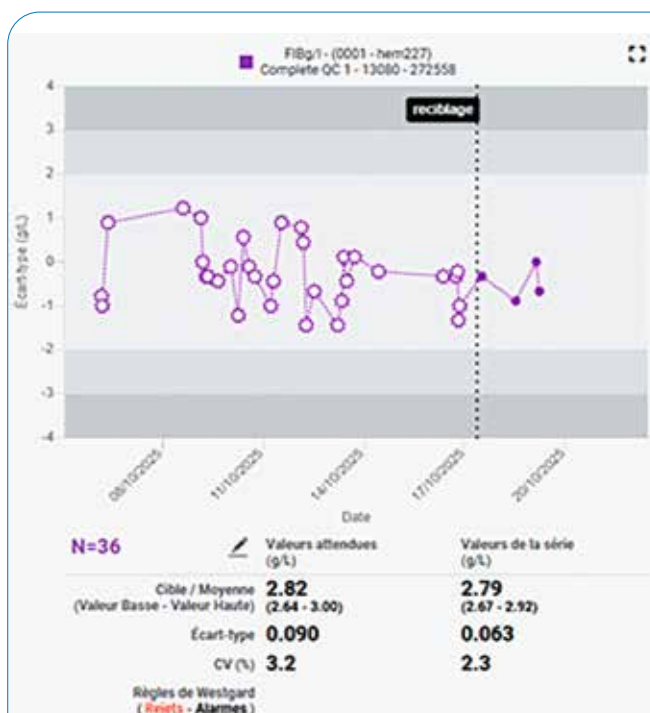 FIBg/l - (0001 - hem227)
Complete QC 1 - 13080 - 272558
reciblage
4
3
2
1
0
-1
-2
-3
-4
Écart-type (g/L)
08/10/2025
11/10/2025
14/10/2025
17/10/2025
20/10/2025
Date
N=36
Valeurs attendues
(g/L)
Valeurs de la série
(g/L)
Cible / Moyenne
(Valeur Basse - Valeur Haute)
2.82
(2.64 - 3.00)
2.79
(2.67 - 2.92)
Écart-type
0.090
0.063
CV (%)
3.2
2.3
Règles de Westgard
( Rejets - Alarmes )